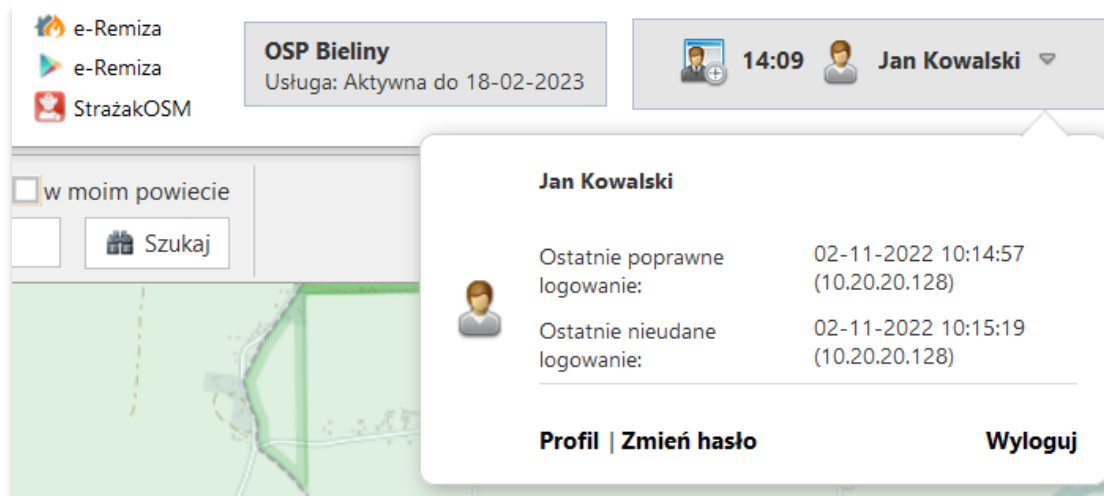 e-Remiza
e-Remiza
StrażakOSM
OSP Bieliny
Usługa: Aktywna do 18-02-2023
14:09
Jan Kowalski
w moim powiecie
Szukaj
Jan Kowalski
Ostatnie poprawne
logowanie:
02-11-2022 10:14:57
(10.20.20.128)
Ostatnie nieudane
logowanie:
02-11-2022 10:15:19
(10.20.20.128)
Profil | Zmień hasło
Wyloguj